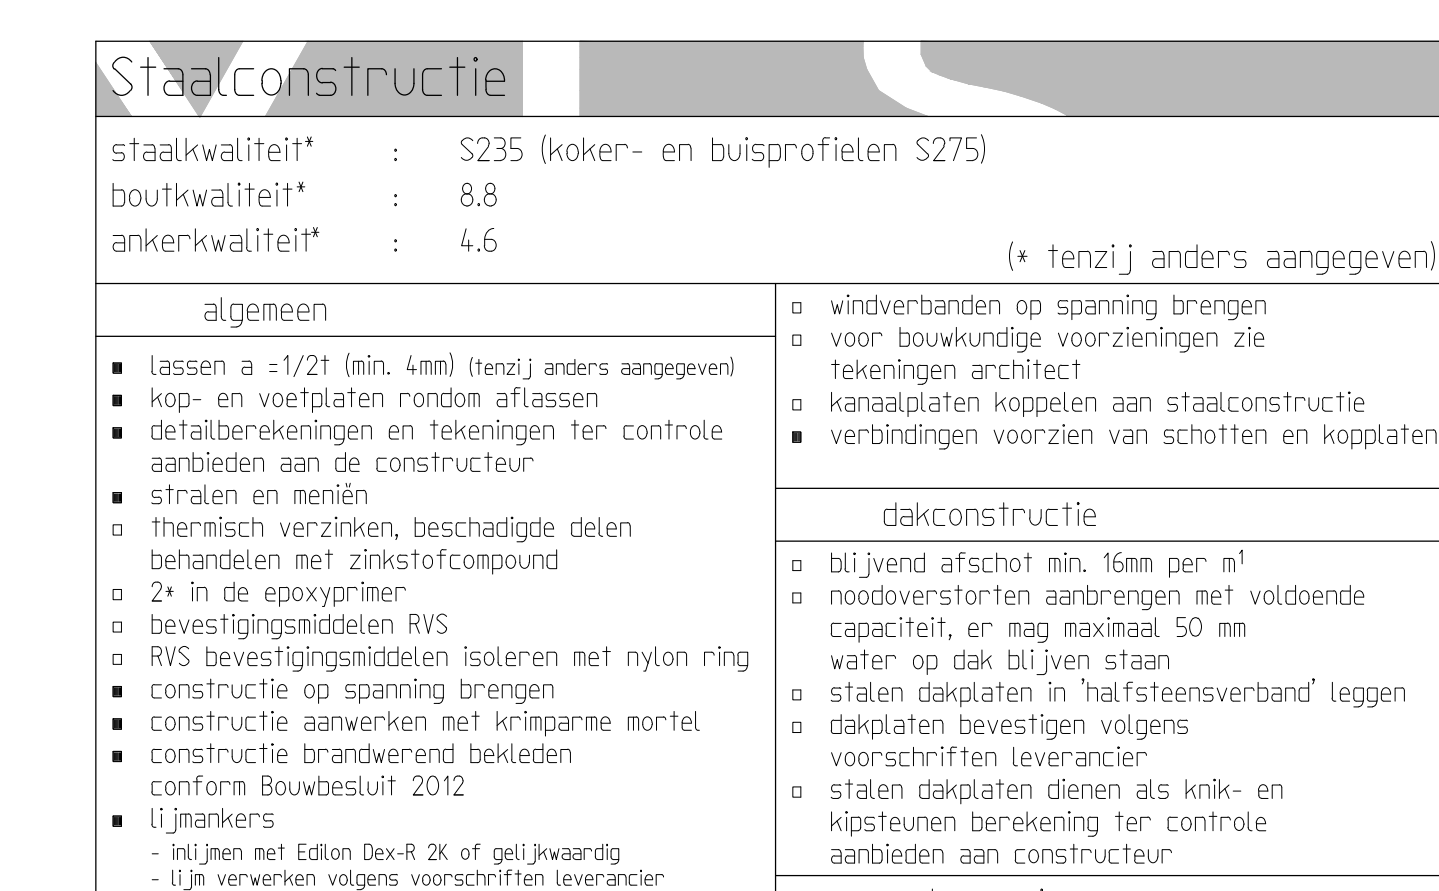 Staalconstructie
staalkwaliteit* : S235 (koker- en buisprofielen S275)
boutkwaliteit* : 8.8
ankerkwaliteit* : 4.6
(* tenzij anders aangegeven)
algemeen
lassen a =1/2t (min. 4mm) (tenzij anders aangegeven)
kop- en voetplaten rondom aflassen
detailberekeningen en tekeningen ter controle
aanbieden aan de constructeur
stralen en meniën
thermisch verzinken, beschadigde delen
behandelen met zinkstofcompound
2* in de epoxyprimer
bevestigingsmiddelen RVS
RVS bevestigingsmiddelen isoleren met nylon ring
constructie op spanning brengen
constructie aanwerken met krimparme mortel
constructie brandwerend bekleden
conform Bouwbesluit 2012
lijmankers
- inlijmen met Edilon Dex-R 2K of gelijkwaardig
- lijm verwerken volgens voorschriften leverancier
windverbanden op spanning brengen
voor bouwkundige voorzieningen zie
tekeningen architect
kanaalplaten koppelen aan staalconstructie
verbindingen voorzien van schotten en kopplaten
dakconstructie
blijvend afschot min. 16mm per m¹
noodoverstorten aanbrengen met voldoende
capaciteit, er mag maximaal 50 mm
water op dak blijven staan
stalen dakplaten in 'halfsteensverband' leggen
dakplaten bevestigen volgens
voorschriften leverancier
stalen dakplaten dienen als knik- en
kipsteunen berekening ter controle
aanbieden aan constructeur